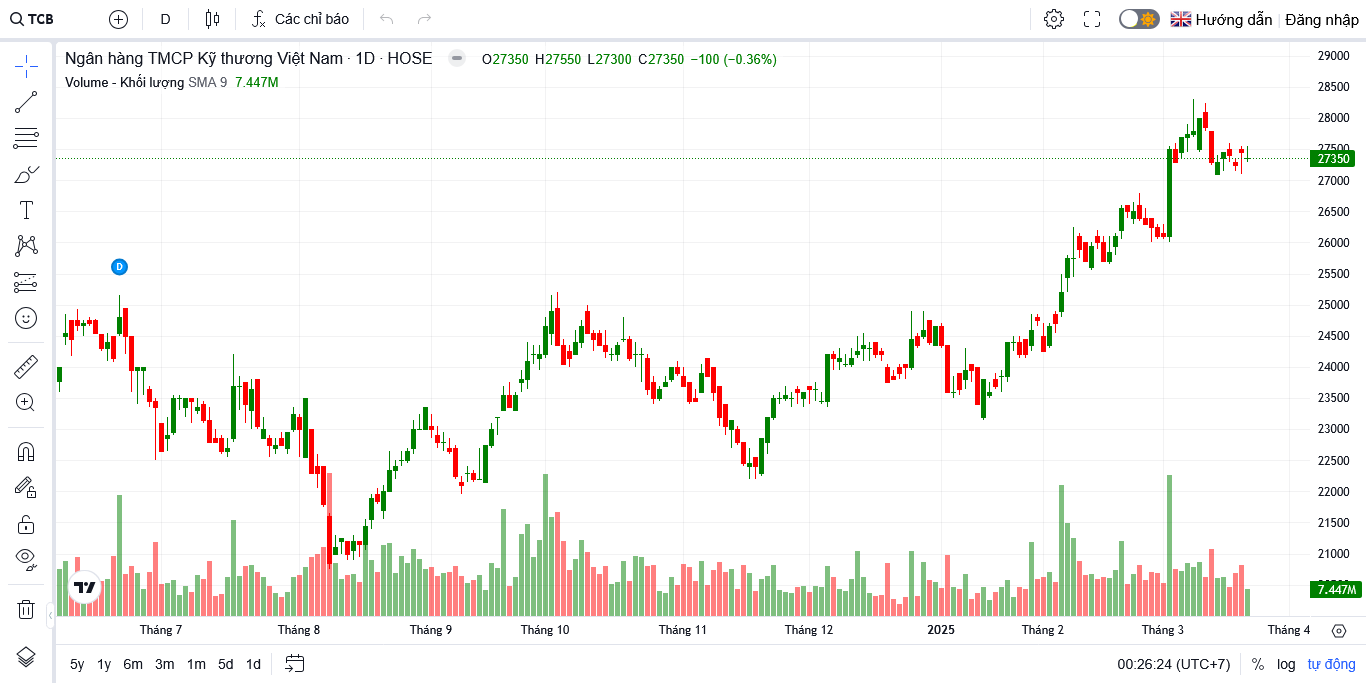 TCB D Các chỉ báo Hướng dẫn Đăng nhập
Ngân hàng TMCP Kỹ thương Việt Nam · 1D · HOSE O27350 H27550 L27300 C27350 −100 (−0.36%)
Volume - Khối lượng SMA 9 7.447M
D
29000
28500
28000
27500
27350
27000
26500
26000
25500
25000
24500
24000
23500
23000
22500
22000
21500
21000
7.447M
Tháng 7 Tháng 8 Tháng 9 Tháng 10 Tháng 11 Tháng 12 2025 Tháng 2 Tháng 3 Tháng 4
5y 1y 6m 3m 1m 5d 1d 00:26:24 (UTC+7) % log tự động